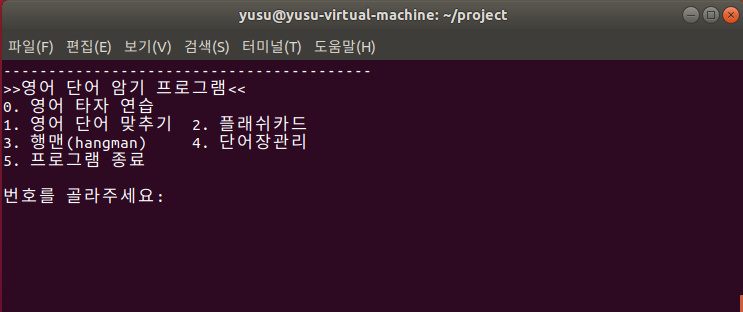 yusu@yusu-virtual-machine: ~/project
파일(F) 편집(E) 보기(V) 검색(S) 터미널(T) 도움말(H)
-----------------------------------------
>>영어 단어 암기 프로그램<<
0. 영어 타자 연습
1. 영어 단어 맞추기 2. 플래쉬카드
3. 행맨(hangman) 4. 단어장관리
5. 프로그램 종료
번호를 골라주세요: